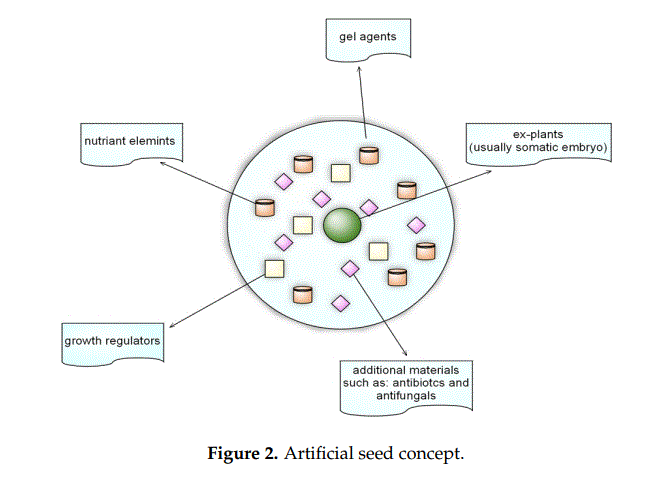 gel agents
nutriant elemints
ex-plants
(usually somatic embryo)
growth regulators
additional materials
such as: antibiotcs and
antifungals
Figure 2. Artificial seed concept.